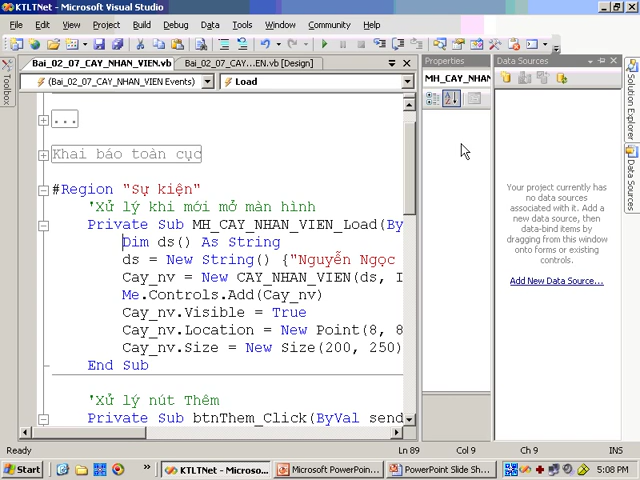 KTLTNet - Microsoft Visual Studio
File Edit View Project Build Debug Data Tools Window Community Help
Bai_02_07_CAY_NHAN_VIEN.vb Bai_02_07_CAY...EN.vb [Design]
(Bai_02_07_CAY_NHAN_VIEN Events) Load
Toolbox
...
Khai báo toàn cục
#Region "Sự kiện"
'Xử lý khi mới mở màn hình
Private Sub MH_CAY_NHAN_VIEN_Load(By
Dim ds() As String
ds = New String() {"Nguyễn Ngọc
Cay_nv = New CAY_NHAN_VIEN(ds, I
Me.Controls.Add(Cay_nv)
Cay_nv.Visible = True
Cay_nv.Location = New Point(8, 8
Cay_nv.Size = New Size(200, 250)
End Sub
'Xử lý nút Thêm
Private Sub btnThem_Click(ByVal send
Properties
MH_CAY_NHAN
Data Sources
Your project currently has
no data sources
associated with it. Add a
new data source, then
data-bind items by
dragging from this window
onto forms or existing
controls.
Add New Data Source...
Solution Explorer
Data Sources
Ready Ln 89 Col 9 Ch 9 INS
Start KTLTNet - Microso... Microsoft PowerPoin... PowerPoint Slide Sh... 5:08 PM